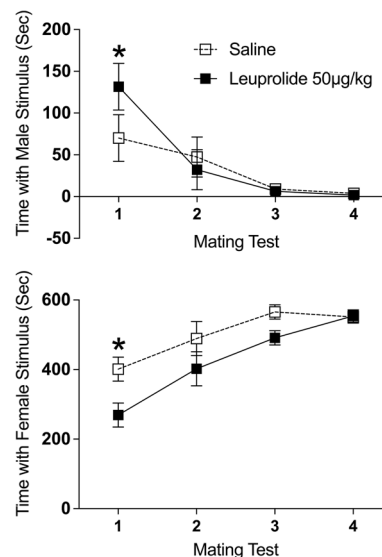 Time with Male Stimulus (Sec)
200
150
100
50
0
-50
*
Saline
Leuprolide 50µg/kg
1 2 3 4
Mating Test
Time with Female Stimulus (Sec)
600
400
200
0
*
1 2 3 4
Mating Test